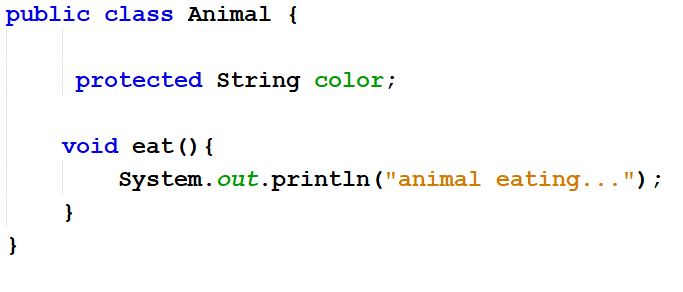 public class Animal {
protected String color;
void eat(){
System.out.println("animal eating...");
}
}